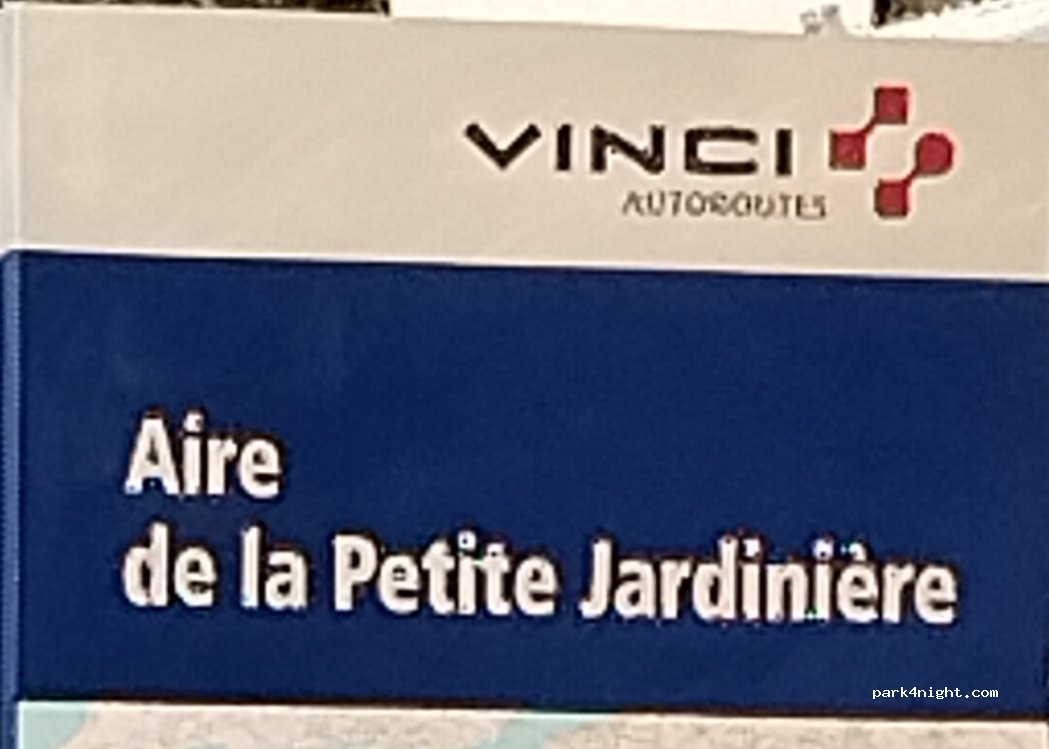 VINCI
AUTOROUTES
Aire
de la Petite Jardinière
park4night.com